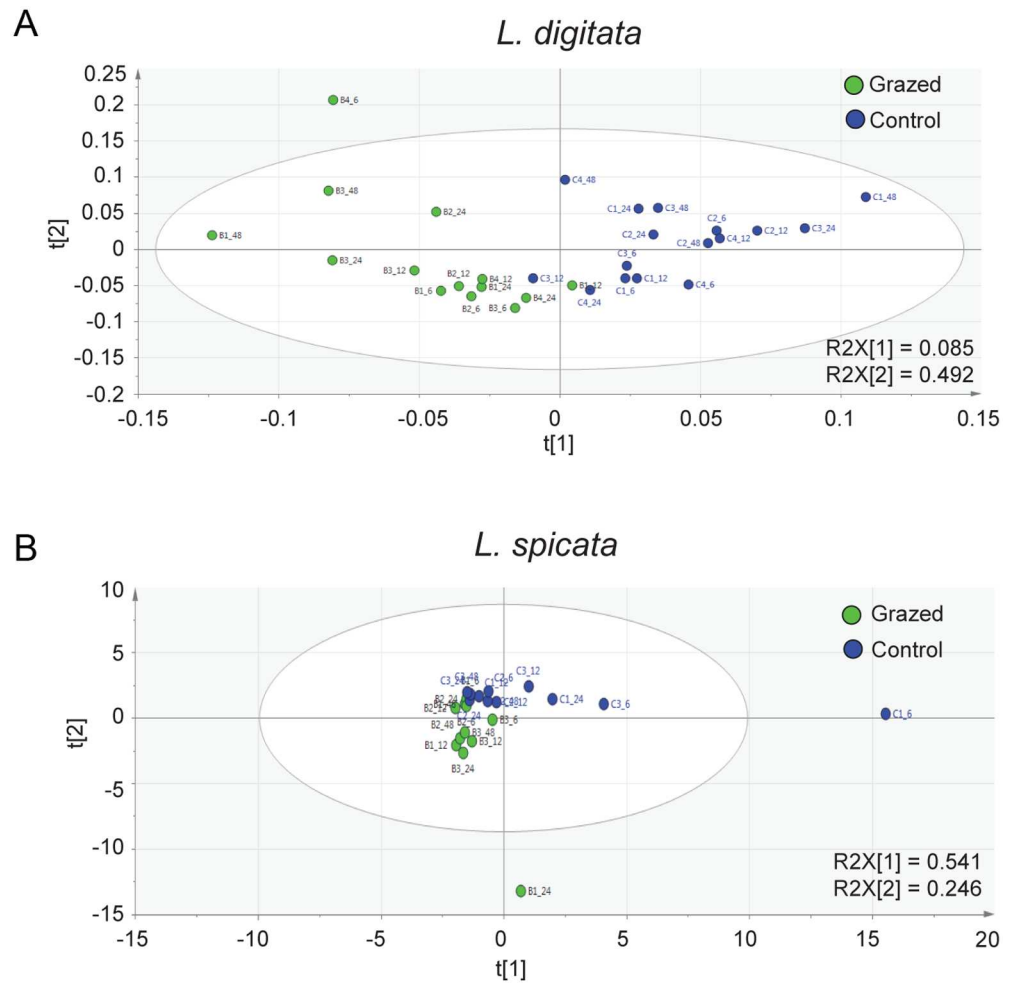 A
L. digitata
0.25
0.2
0.15
0.1
0.05
0
-0.05
-0.1
-0.15
-0.2
t[2]
Grazed
Control
B4_6
B3_48
B2_24
B1_48
B3_24
B3_12
B2_12
B4_12
B1_6
B1_24
B2_6
B3_6
B4_24
B1_12
C4_48
C1_24
C3_48
C1_48
C2_24
C2_6
C4_12
C2_48
C2_12
C3_24
C3_6
C3_12
C1_6
C1_12
C4_6
C4_24
R2X[1] = 0.085
R2X[2] = 0.492
-0.15 -0.1 -0.05 0 0.05 0.1 0.15
t[1]
B
L. spicata
10
5
0
-5
-10
-15
t[2]
Grazed
Control
C3_12
C2_6
C3_48
C1_12
B2_24
B2_12
B2_48
B2_6
B3_48
B1_12
B3_12
B3_24
B3_6
C1_24
C3_6
C1_6
B1_24
R2X[1] = 0.541
R2X[2] = 0.246
-15 -10 -5 0 5 10 15 20
t[1]